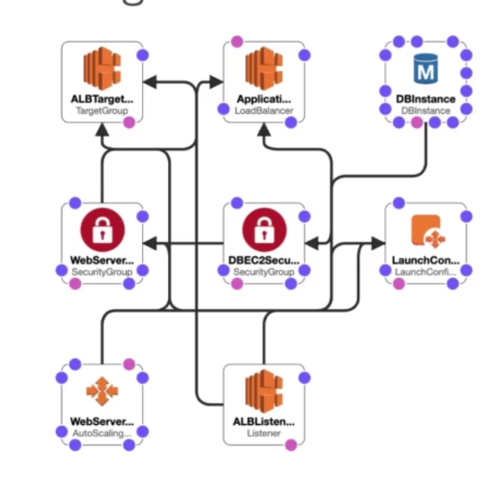 ALBTarget...
TargetGroup
Applicati...
LoadBalancer
M
DBInstance
DBInstance
WebServer...
SecurityGroup
DBEC2Secu...
SecurityGroup
LaunchCon...
LaunchConfi...
WebServer...
AutoScaling...
ALBListen...
Listener